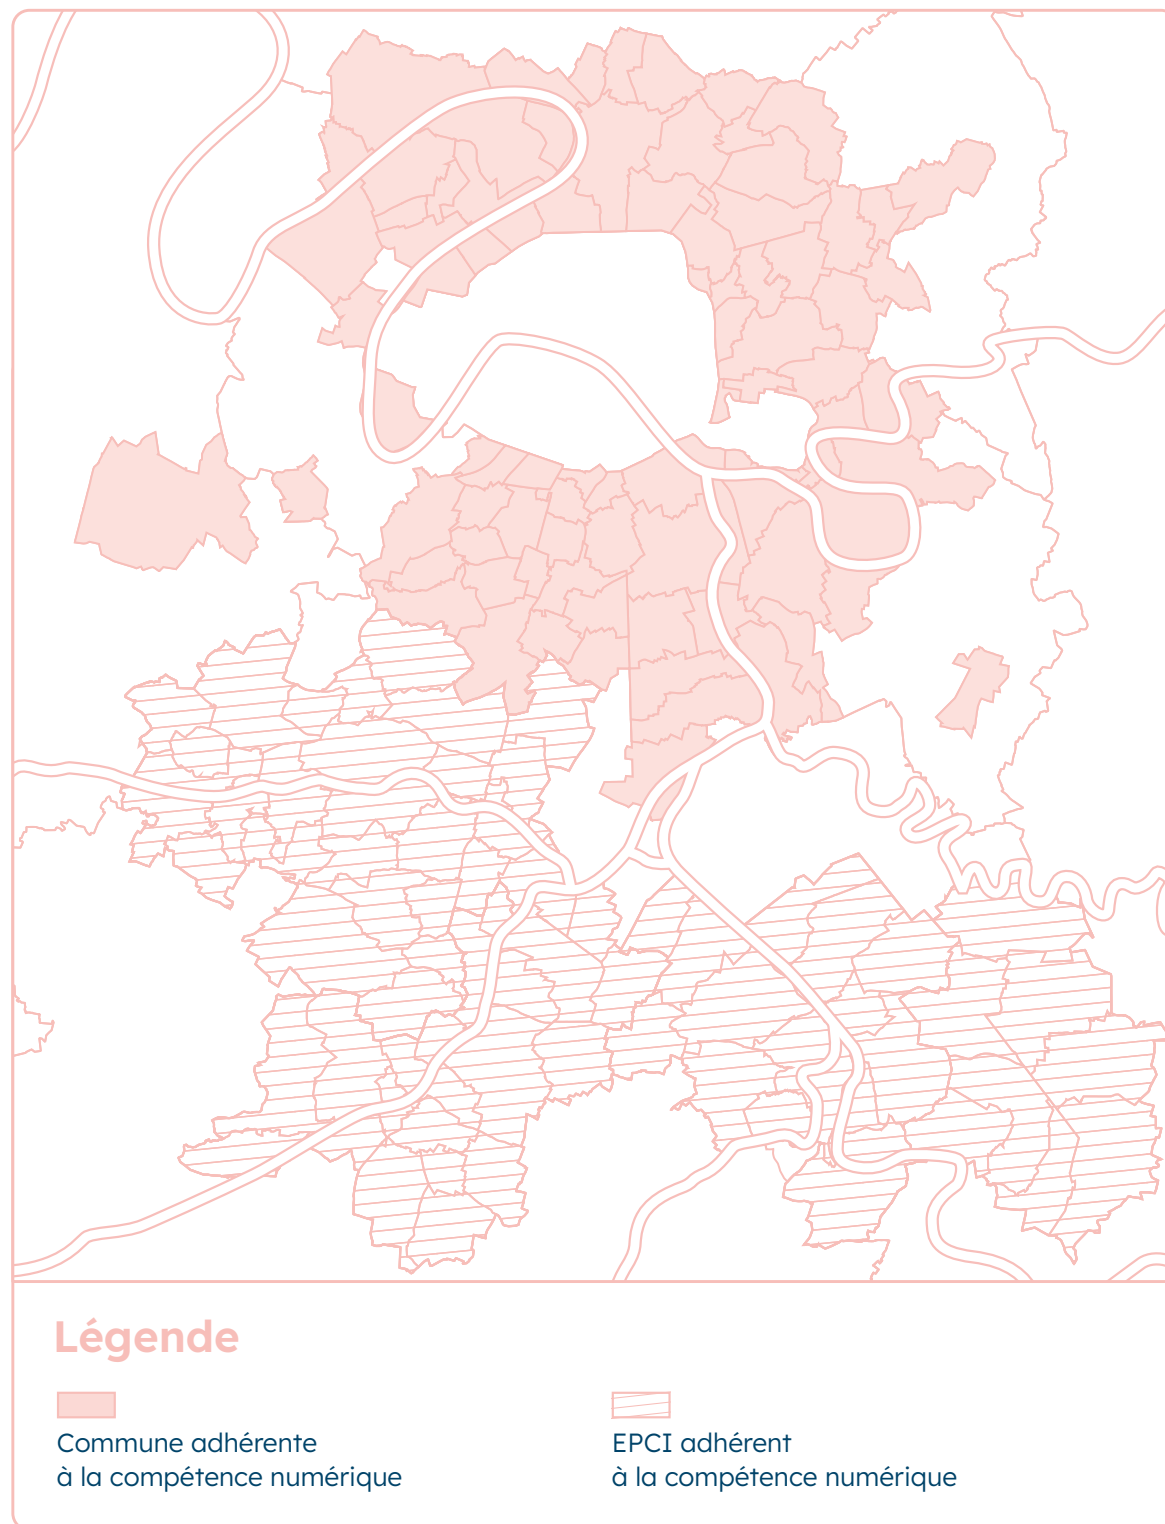 Légende
Commune adhérente
à la compétence numérique
EPCI adhérent
à la compétence numérique